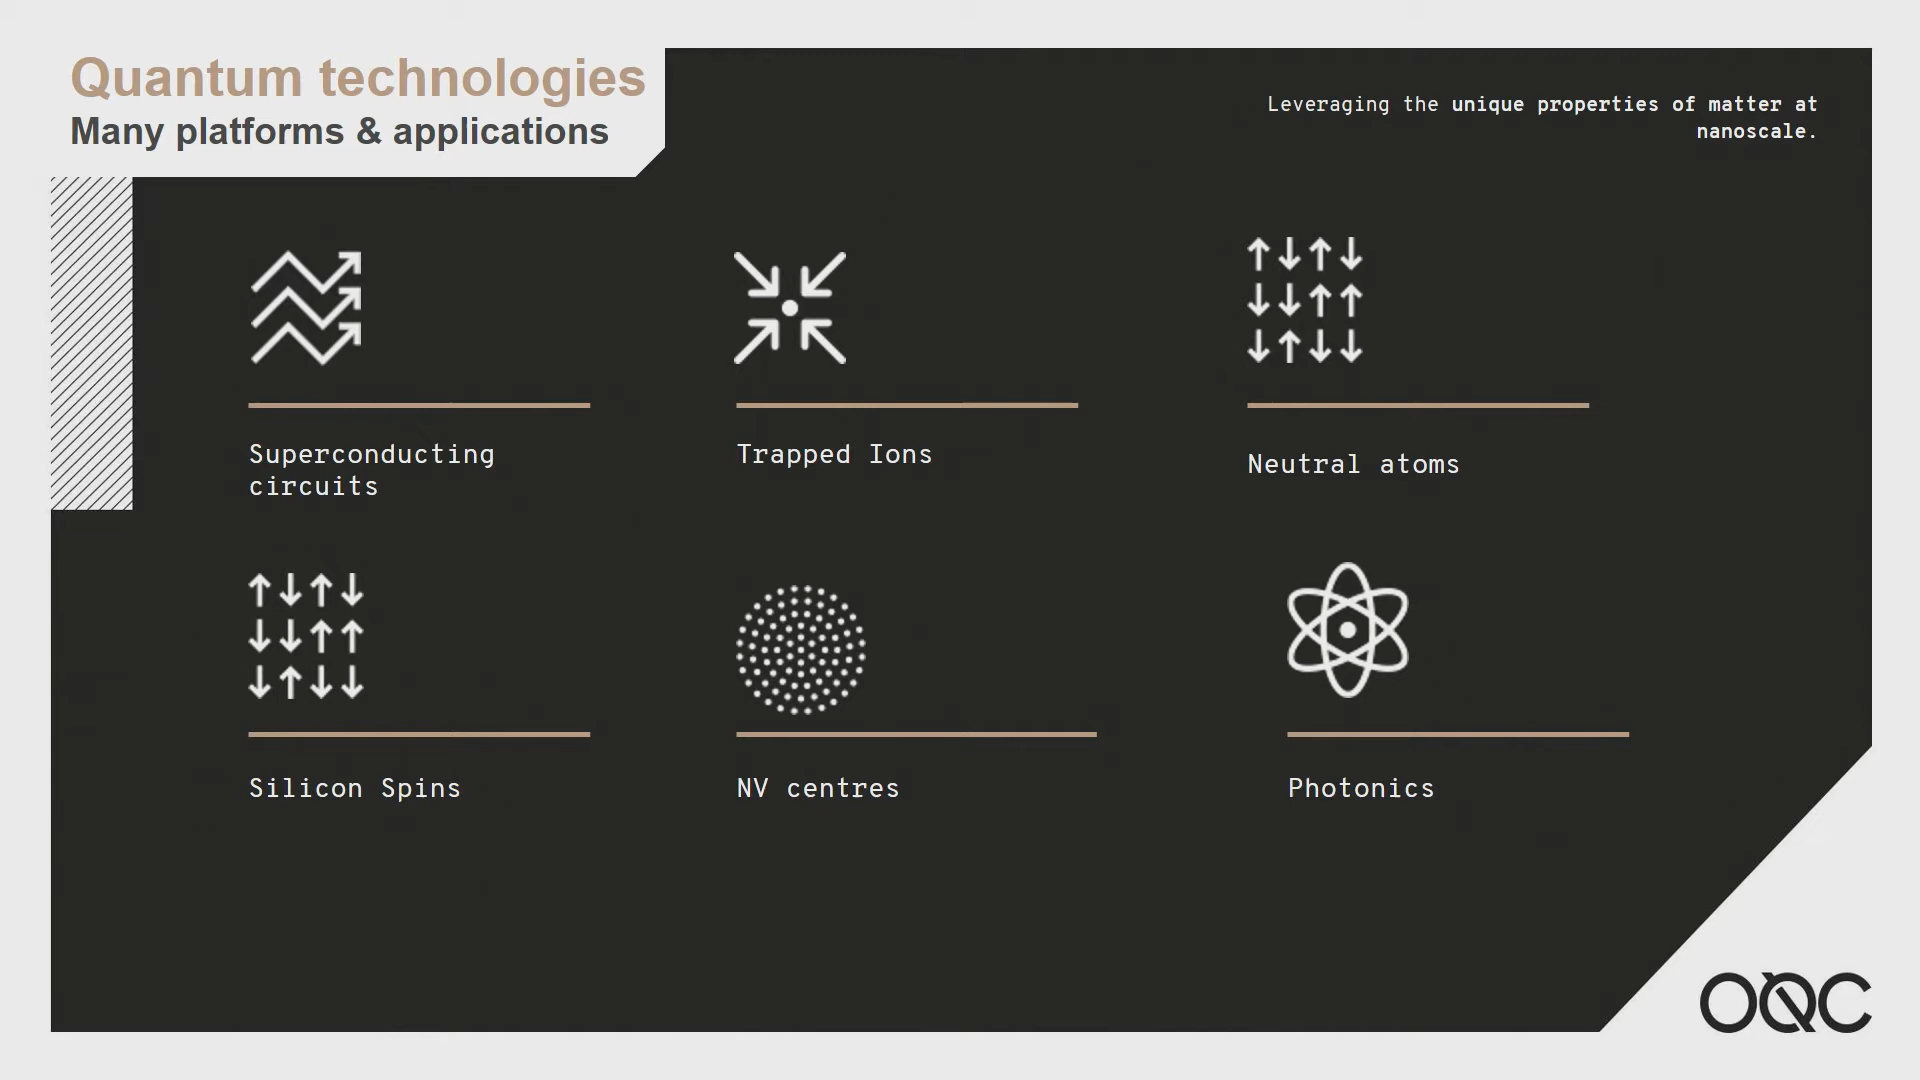 Quantum technologies
Many platforms & applications
Leveraging the unique properties of matter at
nanoscale.
Superconducting
circuits
Trapped Ions
Neutral atoms
Silicon Spins
NV centres
Photonics
OQC